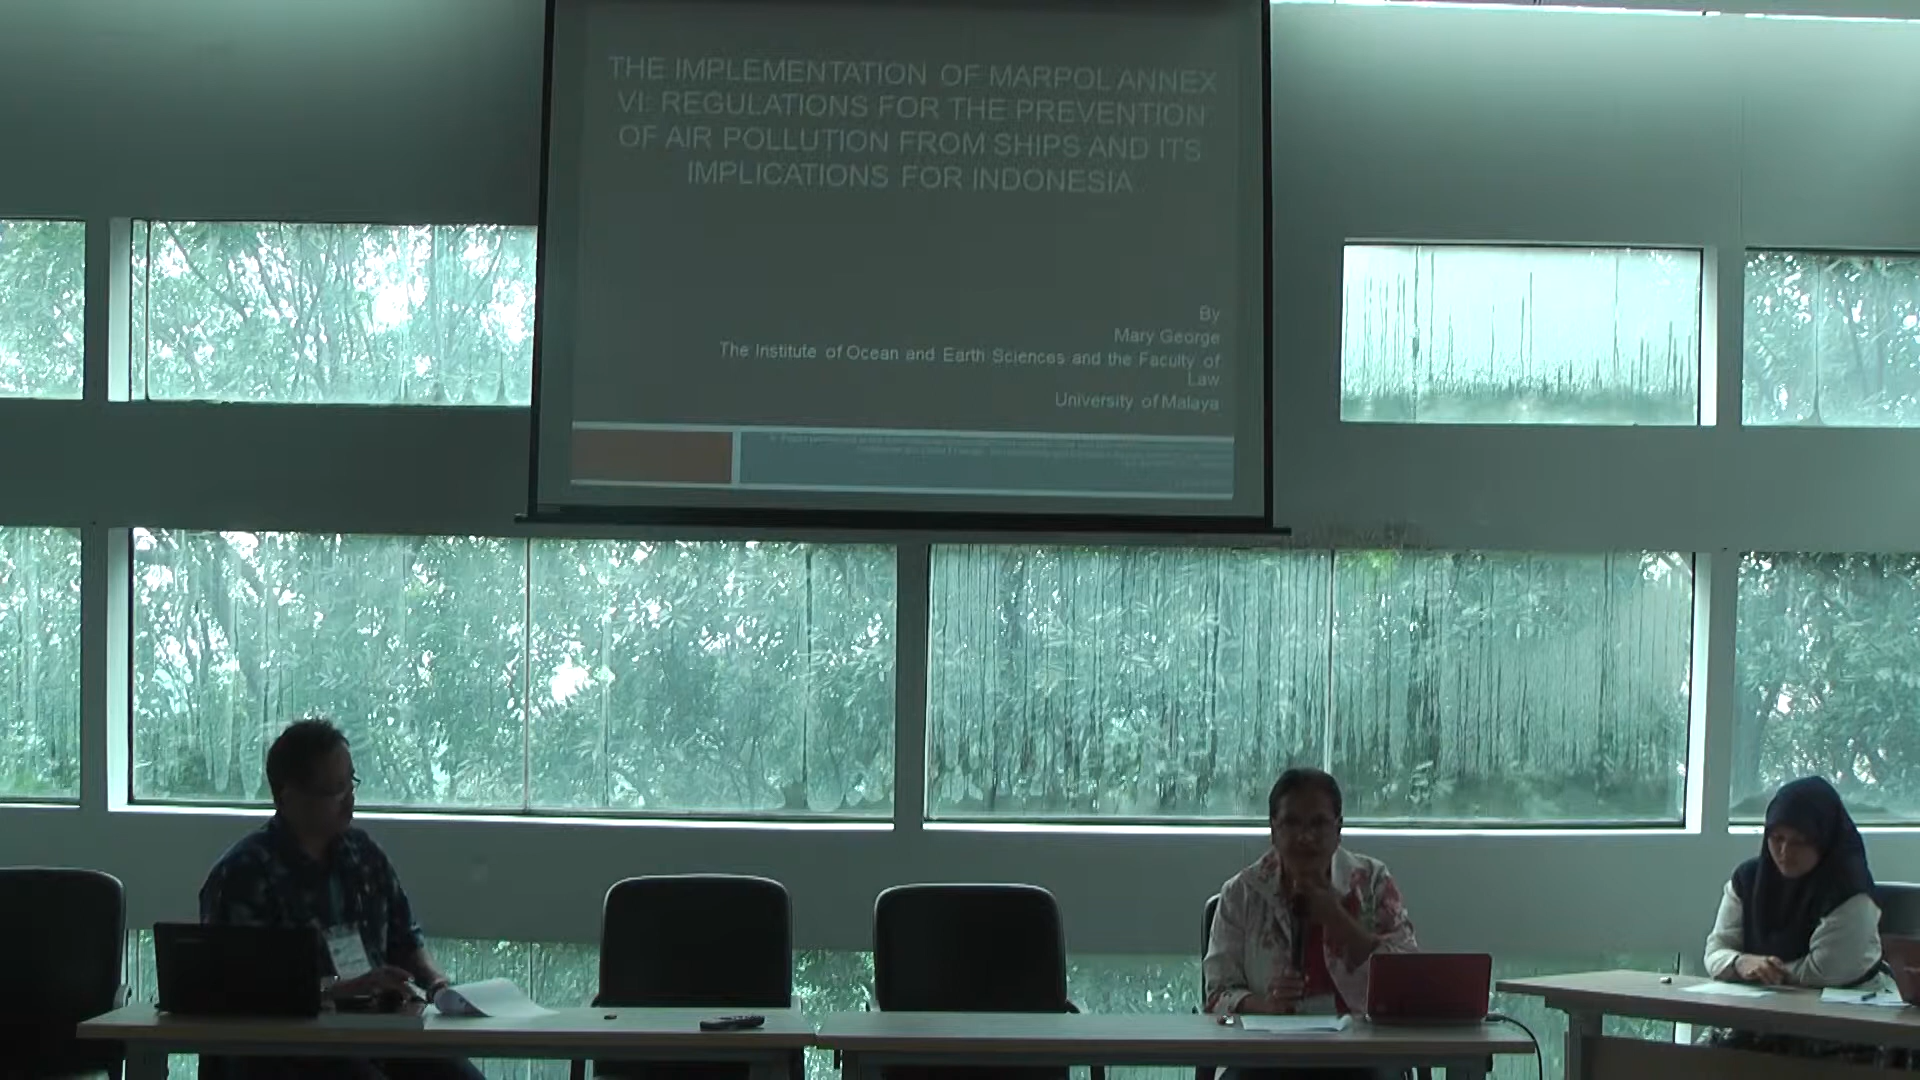 THE IMPLEMENTATION OF MARPOL ANNEX
VI: REGULATIONS FOR THE PREVENTION
OF AIR POLLUTION FROM SHIPS AND ITS
IMPLICATIONS FOR INDONESIA
By
Mary George
The Institute of Ocean and Earth Sciences and the Faculty of
Law
University of Malaya